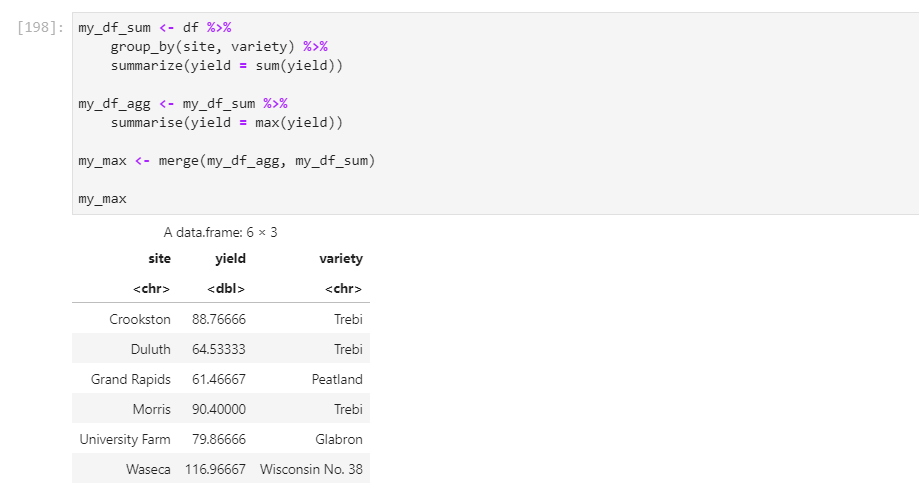 [198]: my_df_sum <- df %>%
    group_by(site, variety) %>%
    summarize(yield = sum(yield))
my_df_agg <- my_df_sum %>%
    summarise(yield = max(yield))
my_max <- merge(my_df_agg, my_df_sum)
my_max
A data.frame: 6 × 3
site yield variety
<chr> <dbl> <chr>
Crookston 88.76666 Trebi
Duluth 64.53333 Trebi
Grand Rapids 61.46667 Peatland
Morris 90.40000 Trebi
University Farm 79.86666 Glabron
Waseca 116.96667 Wisconsin No. 38